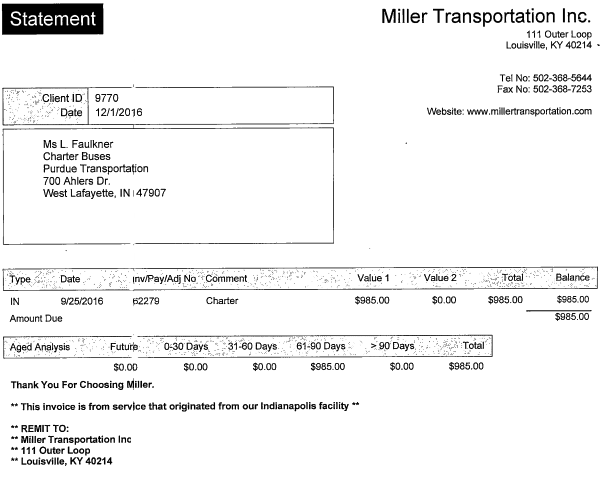 Statement
Miller Transportation Inc.
111 Outer Loop
Louisville, KY 40214
Tel No: 502-368-5644
Fax No: 502-368-7253
Website: www.millertransportation.com
Client ID 9770
Date 12/1/2016
Ms L. Faulkner
Charter Buses
Purdue Transportation
700 Ahlers Dr.
West Lafayette, IN 47907
Type Date Inv/Pay/Adj No Comment Value 1 Value 2 Total Balance
IN 9/25/2016 62279 Charter $985.00 $0.00 $985.00 $985.00
Amount Due $985.00
Aged Analysis Future 0-30 Days 31-60 Days 61-90 Days > 90 Days Total
$0.00 $0.00 $0.00 $985.00 $0.00 $985.00
Thank You For Choosing Miller.
** This invoice is from service that originated from our Indianapolis facility **
** REMIT TO:
** Miller Transportation Inc
** 111 Outer Loop
** Louisville, KY 40214